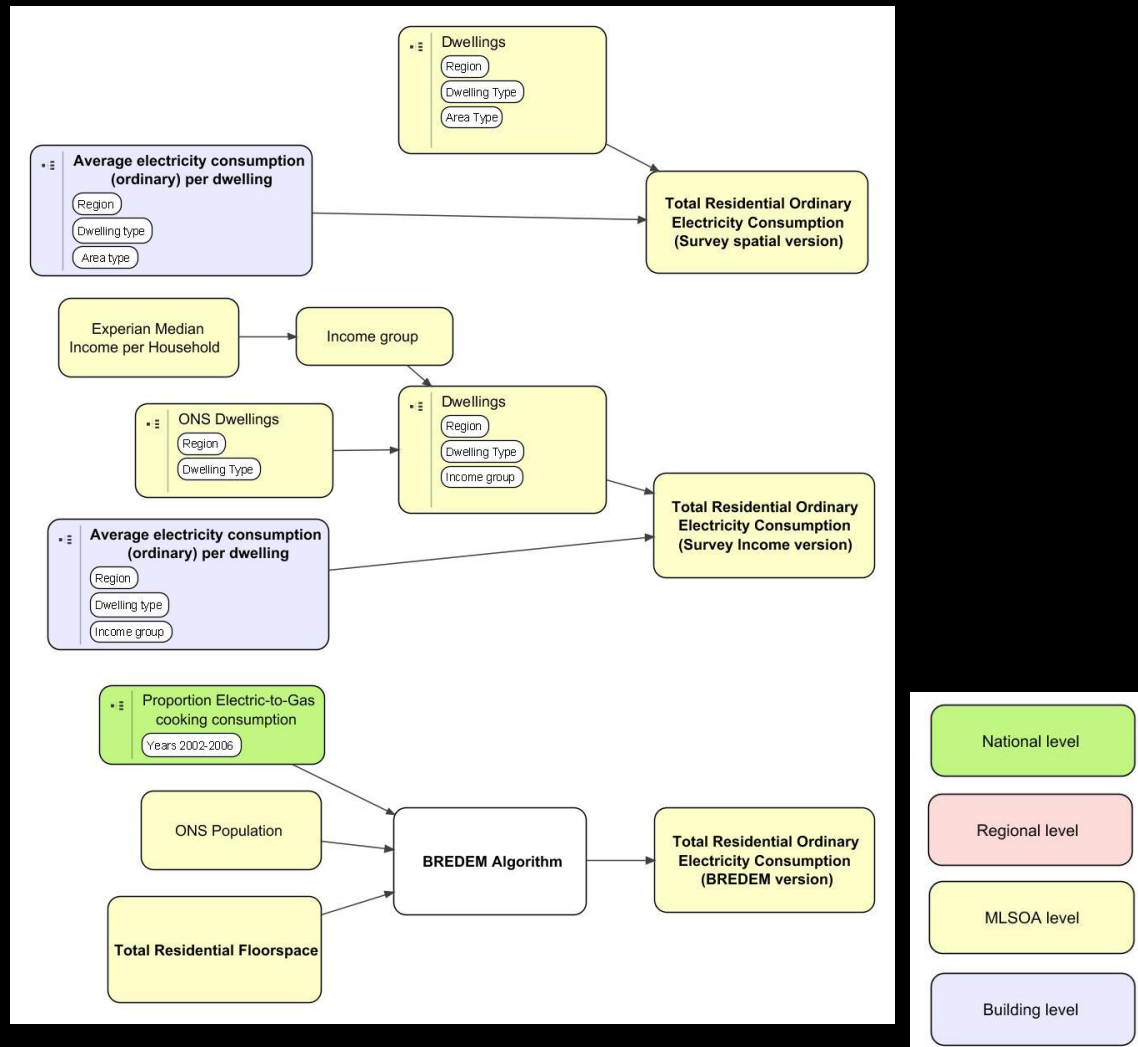 Dwellings
Region
Dwelling Type
Area Type
Average electricity consumption
(ordinary) per dwelling
Region
Dwelling type
Area type
Total Residential Ordinary
Electricity Consumption
(Survey spatial version)
Experian Median
Income per Household
Income group
Dwellings
Region
Dwelling Type
Income group
ONS Dwellings
Region
Dwelling Type
Total Residential Ordinary
Electricity Consumption
(Survey Income version)
Average electricity consumption
(ordinary) per dwelling
Region
Dwelling type
Income group
Proportion Electric-to-Gas
cooking consumption
Years 2002-2006
ONS Population
BREDEM Algorithm
Total Residential Ordinary
Electricity Consumption
(BREDEM version)
Total Residential Floorspace
National level
Regional level
MLSOA level
Building level